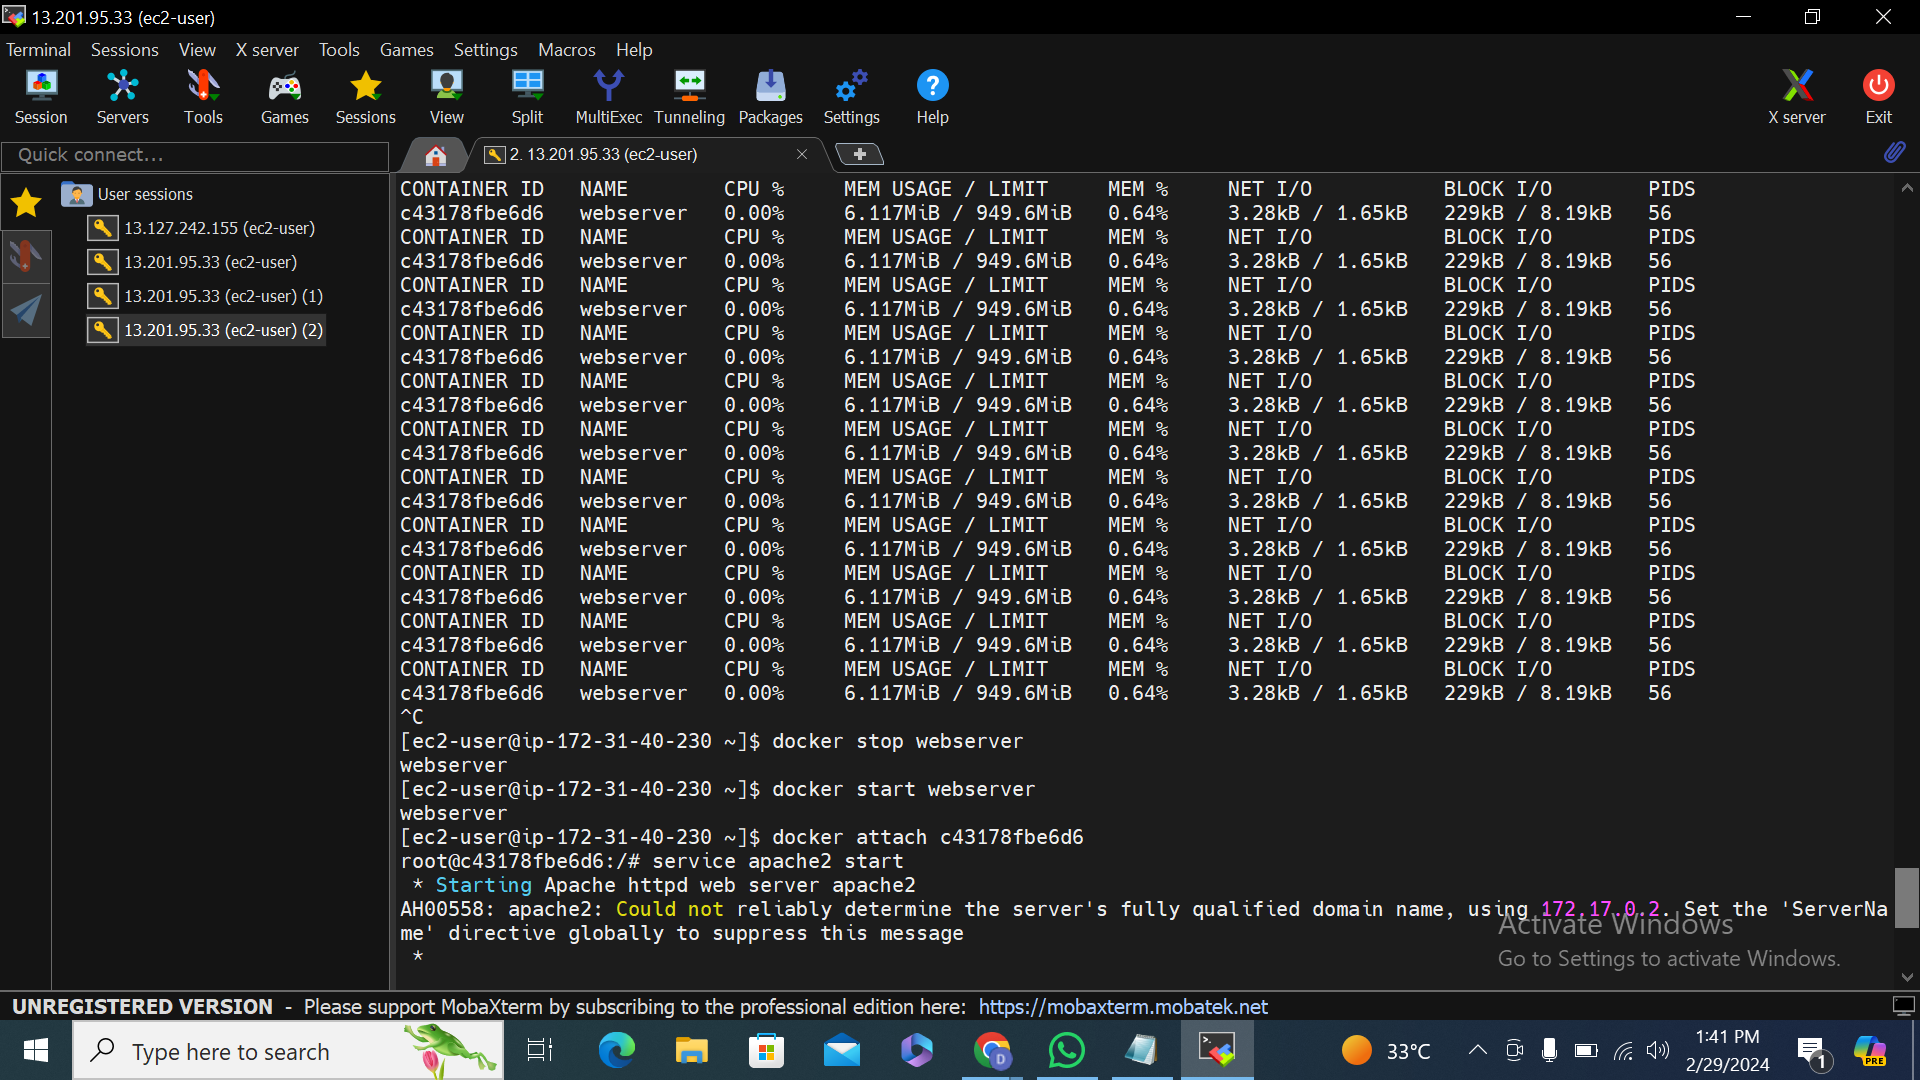 13.201.95.33 (ec2-user)
Terminal Sessions View X server Tools Games Settings Macros Help
Session Servers Tools Games Sessions View Split MultiExec Tunneling Packages Settings Help X server Exit
Quick connect...
2. 13.201.95.33 (ec2-user)
User sessions
13.127.242.155 (ec2-user)
13.201.95.33 (ec2-user)
13.201.95.33 (ec2-user) (1)
13.201.95.33 (ec2-user) (2)
CONTAINER ID NAME CPU % MEM USAGE / LIMIT MEM % NET I/O BLOCK I/O PIDS
c43178fbe6d6 webserver 0.00% 6.117MiB / 949.6MiB 0.64% 3.28kB / 1.65kB 229kB / 8.19kB 56
CONTAINER ID NAME CPU % MEM USAGE / LIMIT MEM % NET I/O BLOCK I/O PIDS
c43178fbe6d6 webserver 0.00% 6.117MiB / 949.6MiB 0.64% 3.28kB / 1.65kB 229kB / 8.19kB 56
CONTAINER ID NAME CPU % MEM USAGE / LIMIT MEM % NET I/O BLOCK I/O PIDS
c43178fbe6d6 webserver 0.00% 6.117MiB / 949.6MiB 0.64% 3.28kB / 1.65kB 229kB / 8.19kB 56
CONTAINER ID NAME CPU % MEM USAGE / LIMIT MEM % NET I/O BLOCK I/O PIDS
c43178fbe6d6 webserver 0.00% 6.117MiB / 949.6MiB 0.64% 3.28kB / 1.65kB 229kB / 8.19kB 56
CONTAINER ID NAME CPU % MEM USAGE / LIMIT MEM % NET I/O BLOCK I/O PIDS
c43178fbe6d6 webserver 0.00% 6.117MiB / 949.6MiB 0.64% 3.28kB / 1.65kB 229kB / 8.19kB 56
CONTAINER ID NAME CPU % MEM USAGE / LIMIT MEM % NET I/O BLOCK I/O PIDS
c43178fbe6d6 webserver 0.00% 6.117MiB / 949.6MiB 0.64% 3.28kB / 1.65kB 229kB / 8.19kB 56
CONTAINER ID NAME CPU % MEM USAGE / LIMIT MEM % NET I/O BLOCK I/O PIDS
c43178fbe6d6 webserver 0.00% 6.117MiB / 949.6MiB 0.64% 3.28kB / 1.65kB 229kB / 8.19kB 56
CONTAINER ID NAME CPU % MEM USAGE / LIMIT MEM % NET I/O BLOCK I/O PIDS
c43178fbe6d6 webserver 0.00% 6.117MiB / 949.6MiB 0.64% 3.28kB / 1.65kB 229kB / 8.19kB 56
CONTAINER ID NAME CPU % MEM USAGE / LIMIT MEM % NET I/O BLOCK I/O PIDS
c43178fbe6d6 webserver 0.00% 6.117MiB / 949.6MiB 0.64% 3.28kB / 1.65kB 229kB / 8.19kB 56
CONTAINER ID NAME CPU % MEM USAGE / LIMIT MEM % NET I/O BLOCK I/O PIDS
c43178fbe6d6 webserver 0.00% 6.117MiB / 949.6MiB 0.64% 3.28kB / 1.65kB 229kB / 8.19kB 56
CONTAINER ID NAME CPU % MEM USAGE / LIMIT MEM % NET I/O BLOCK I/O PIDS
c43178fbe6d6 webserver 0.00% 6.117MiB / 949.6MiB 0.64% 3.28kB / 1.65kB 229kB / 8.19kB 56
^C
[ec2-user@ip-172-31-40-230 ~]$ docker stop webserver
webserver
[ec2-user@ip-172-31-40-230 ~]$ docker start webserver
webserver
[ec2-user@ip-172-31-40-230 ~]$ docker attach c43178fbe6d6
root@c43178fbe6d6:/# service apache2 start
* Starting Apache httpd web server apache2
AH00558: apache2: Could not reliably determine the server's fully qualified domain name, using 172.17.0.2. Set the 'ServerNa
me' directive globally to suppress this message
*
Activate Windows
Go to Settings to activate Windows.
UNREGISTERED VERSION - Please support MobaXterm by subscribing to the professional edition here: https://mobaxterm.mobatek.net
Type here to search
D
33°C
1:41 PM
2/29/2024
1
PRE